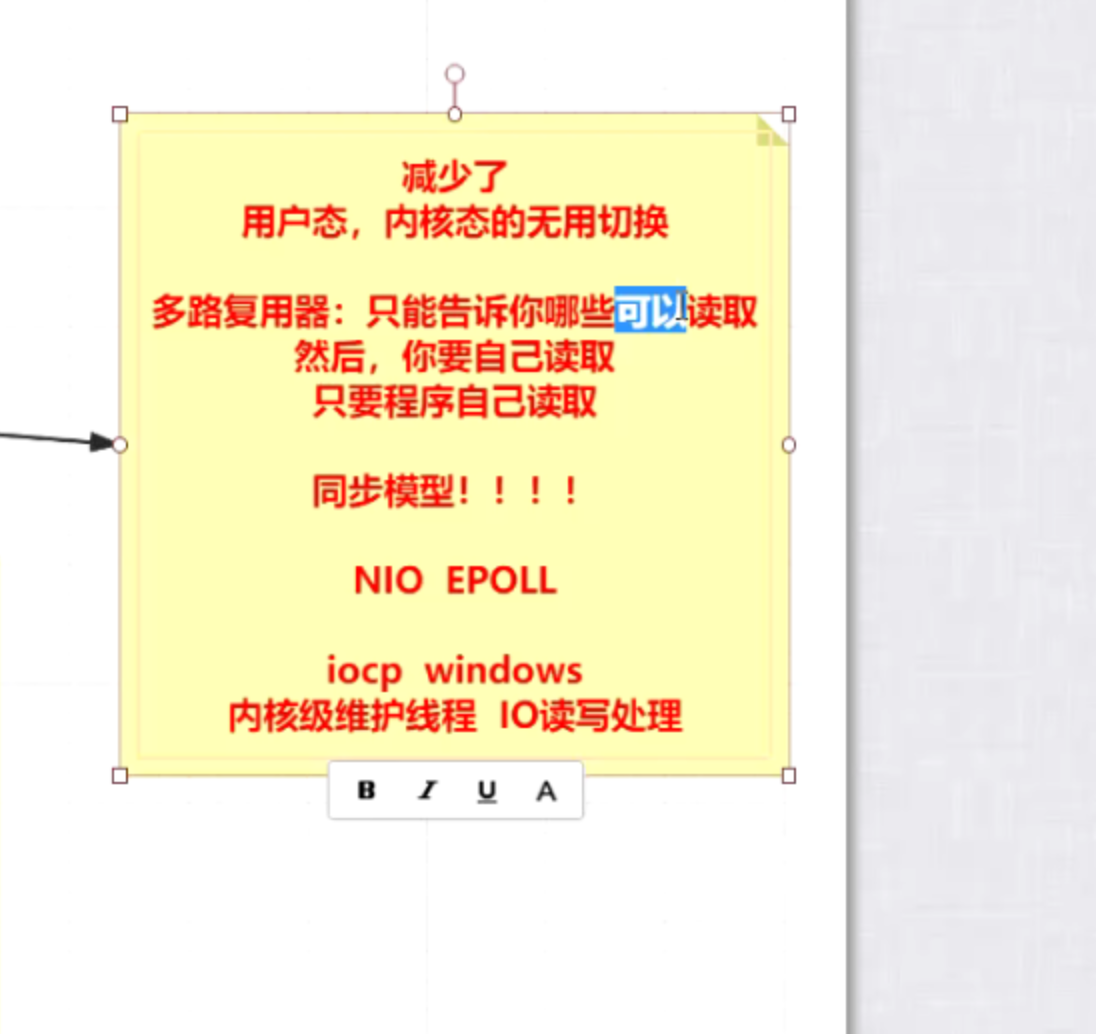 减少了
用户态，内核态的无用切换
多路复用器：只能告诉你哪些可以读取
然后，你要自己读取
只要程序自己读取
同步模型！！！！
NIO  EPOLL
iocp  windows
内核级维护线程  IO读写处理
B I U A